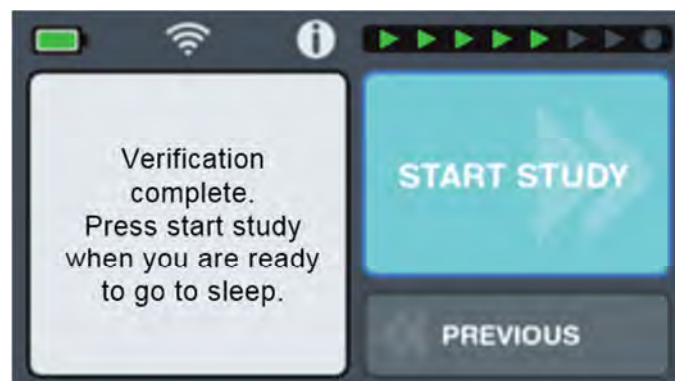 Verification
complete.
Press start study
when you are ready
to go to sleep.
START STUDY
PREVIOUS